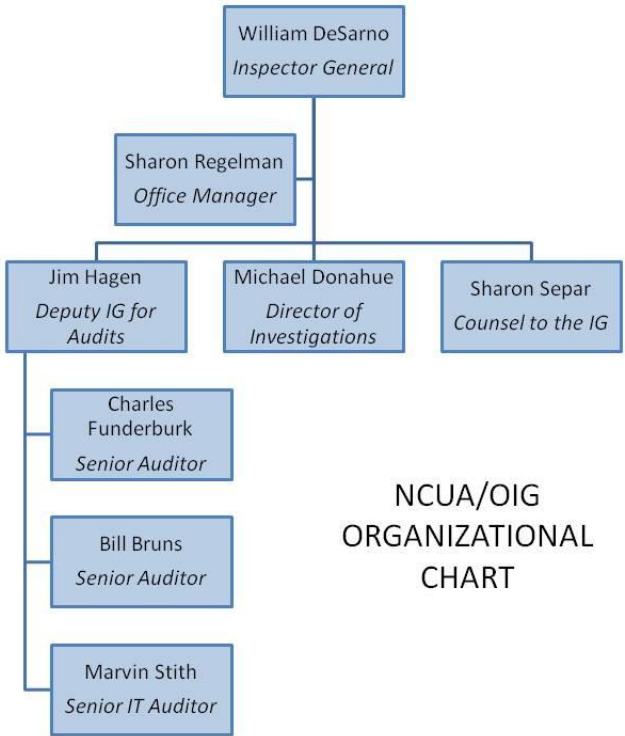 William DeSarno
Inspector General
Sharon Regelman
Office Manager
Jim Hagen
Deputy IG for
Audits
Michael Donahue
Director of
Investigations
Sharon Separ
Counsel to the IG
Charles
Funderburk
Senior Auditor
Bill Bruns
Senior Auditor
Marvin Stith
Senior IT Auditor
NCUA/OIG
ORGANIZATIONAL
CHART